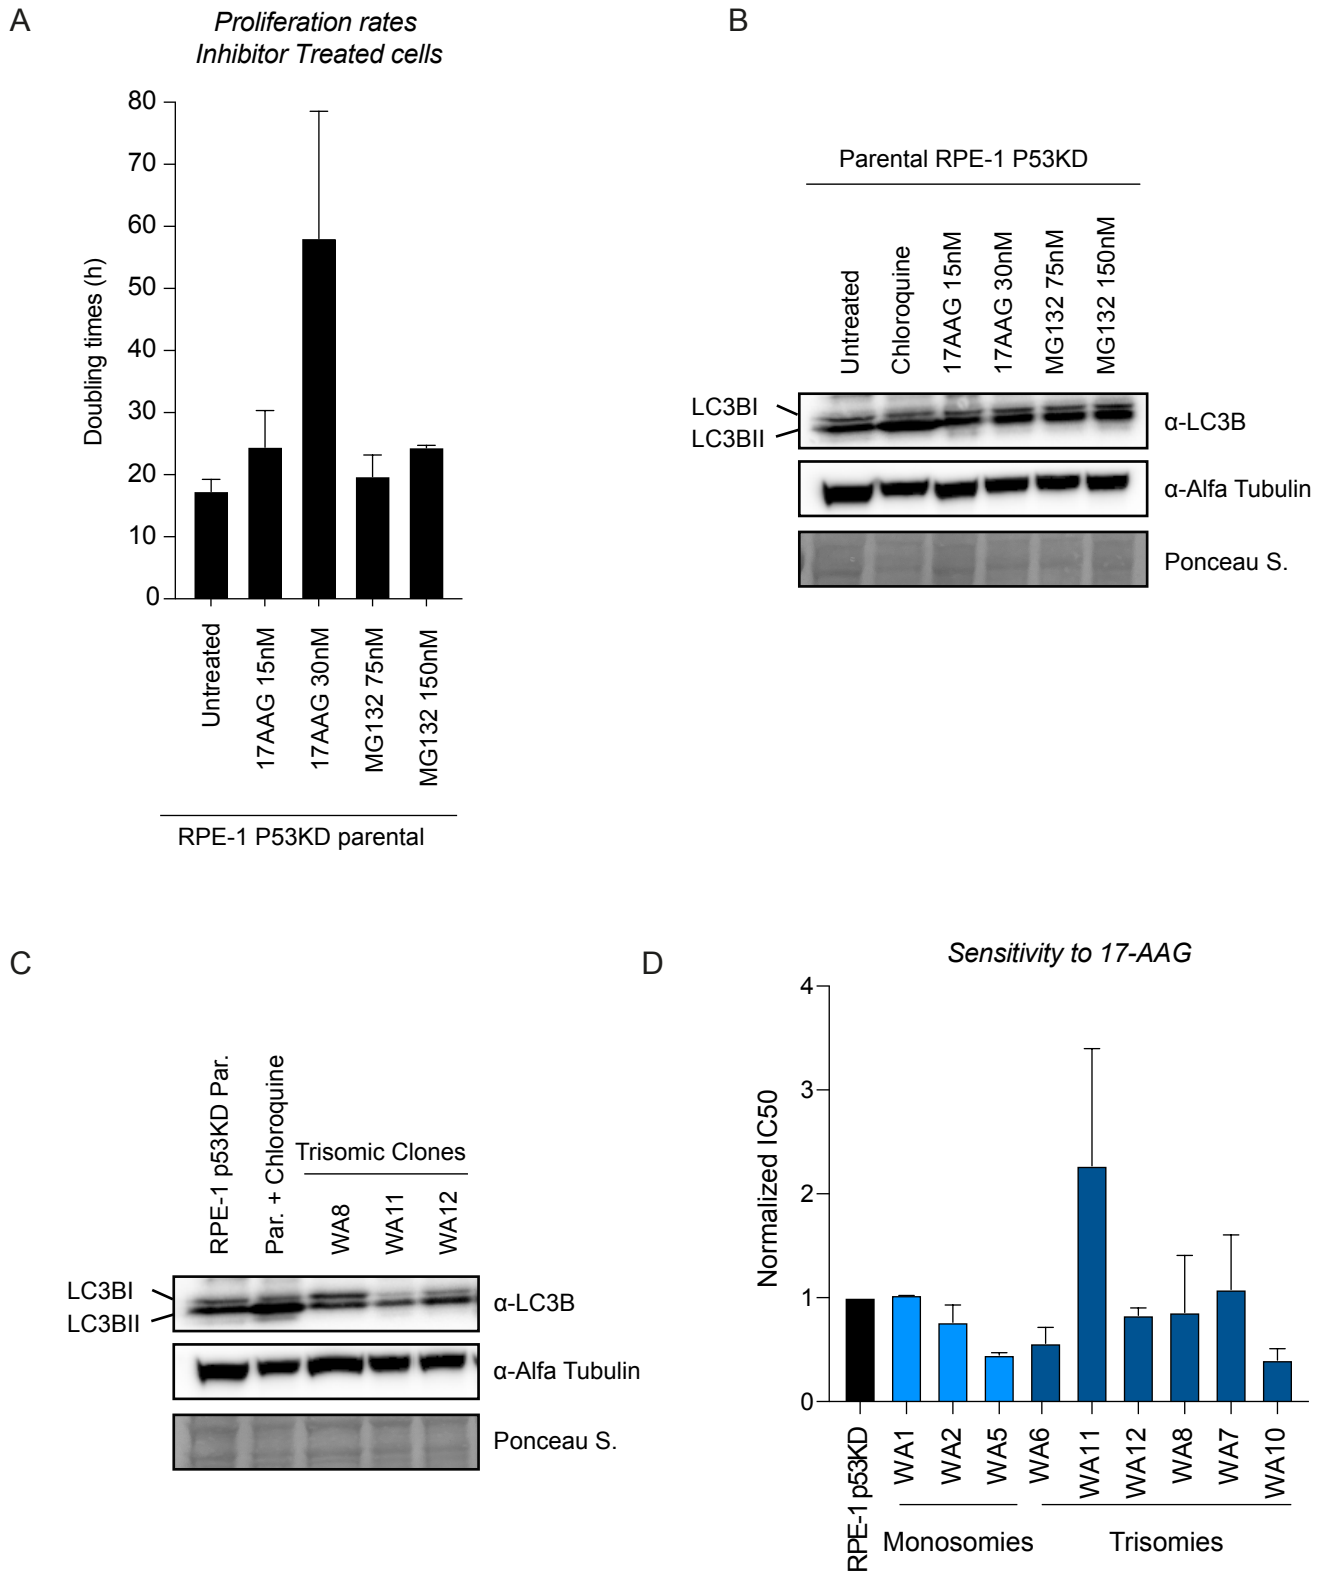 A
Proliferation rates
Inhibitor Treated cells
Doubling times (h)
80
70
60
50
40
30
20
10
0
Untreated
17AAG 15nM
17AAG 30nM
MG132 75nM
MG132 150nM
RPE-1 P53KD parental
B
Parental RPE-1 P53KD
Untreated
Chloroquine
17AAG 15nM
17AAG 30nM
MG132 75nM
MG132 150nM
LC3BI
LC3BII
α-LC3B
α-Alfa Tubulin
Ponceau S.
C
RPE-1 p53KD Par.
Par. + Chloroquine
Trisomic Clones
WA8
WA11
WA12
LC3BI
LC3BII
α-LC3B
α-Alfa Tubulin
Ponceau S.
D
Sensitivity to 17-AAG
Normalized IC50
4
3
2
1
0
RPE-1 p53KD
WA1
WA2
WA5
WA6
WA11
WA12
WA8
WA7
WA10
Monosomies
Trisomies